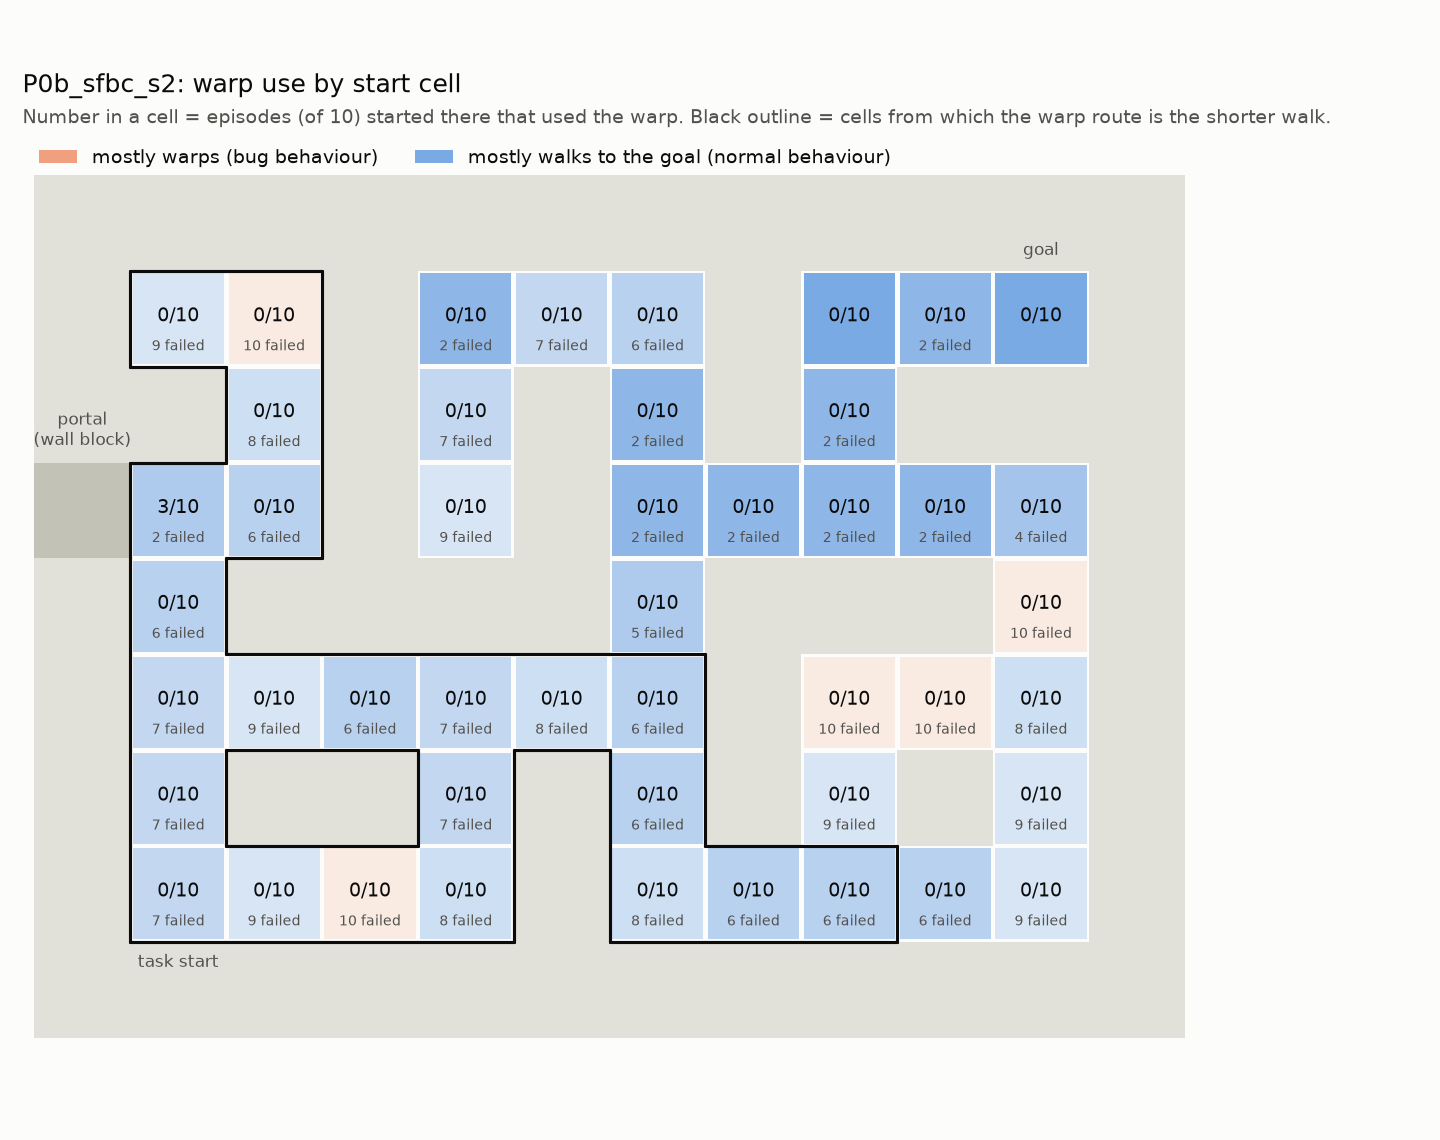 P0b_sfbc_s2: warp use by start cell
Number in a cell = episodes (of 10) started there that used the warp. Black outline = cells from which the warp route is the shorter walk.
mostly warps (bug behaviour) mostly walks to the goal (normal behaviour)
goal
0/10 0/10 0/10 0/10 0/10 0/10 0/10 0/10
9 failed 10 failed 2 failed 7 failed 6 failed 2 failed
portal
(wall block)
0/10 0/10 0/10 0/10
8 failed 7 failed 2 failed 2 failed
3/10 0/10 0/10 0/10 0/10 0/10 0/10 0/10
2 failed 6 failed 9 failed 2 failed 2 failed 2 failed 2 failed 4 failed
0/10 0/10 0/10
6 failed 5 failed 10 failed
0/10 0/10 0/10 0/10 0/10 0/10 0/10 0/10 0/10
7 failed 9 failed 6 failed 7 failed 8 failed 6 failed 10 failed 10 failed 8 failed
0/10 0/10 0/10 0/10 0/10
7 failed 7 failed 6 failed 9 failed 9 failed
0/10 0/10 0/10 0/10 0/10 0/10 0/10 0/10 0/10
7 failed 9 failed 10 failed 8 failed 8 failed 6 failed 6 failed 6 failed 9 failed
task start